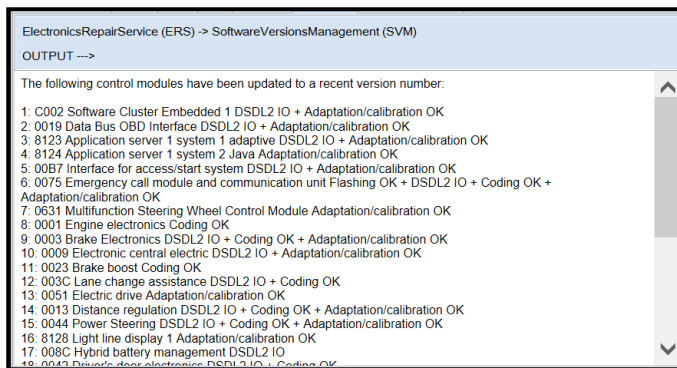 ElectronicsRepairService (ERS) -> SoftwareVersionsManagement (SVM)
OUTPUT --->
The following control modules have been updated to a recent version number:
1: C002 Software Cluster Embedded 1 DSDL2 IO + Adaptation/calibration OK
2: 0019 Data Bus OBD Interface DSDL2 IO + Adaptation/calibration OK
3: 8123 Application server 1 system 1 adaptive DSDL2 IO + Adaptation/calibration OK
4: 8124 Application server 1 system 2 Java Adaptation/calibration OK
5: 00B7 Interface for access/start system DSDL2 IO + Adaptation/calibration OK
6: 0075 Emergency call module and communication unit Flashing OK + DSDL2 IO + Coding OK +
Adaptation/calibration OK
7: 0631 Multifunction Steering Wheel Control Module Adaptation/calibration OK
8: 0001 Engine electronics Coding OK
9: 0003 Brake Electronics DSDL2 IO + Coding OK + Adaptation/calibration OK
10: 0009 Electronic central electric DSDL2 IO + Adaptation/calibration OK
11: 0023 Brake boost Coding OK
12: 003C Lane change assistance DSDL2 IO + Coding OK
13: 0051 Electric drive Adaptation/calibration OK
14: 0013 Distance regulation DSDL2 IO + Coding OK + Adaptation/calibration OK
15: 0044 Power Steering DSDL2 IO + Coding OK + Adaptation/calibration OK
16: 8128 Light line display 1 Adaptation/calibration OK
17: 008C Hybrid battery management DSDL2 IO
18: 0042 Driver's door electronics DSDL2 IO + Coding OK